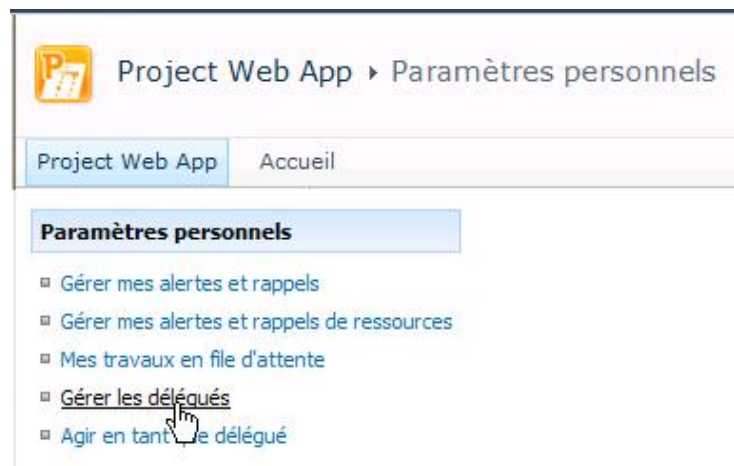 Project Web App ▸ Paramètres personnels
Project Web App Accueil
Paramètres personnels
Gérer mes alertes et rappels
Gérer mes alertes et rappels de ressources
Mes travaux en file d'attente
Gérer les délégués
Agir en tant délégué